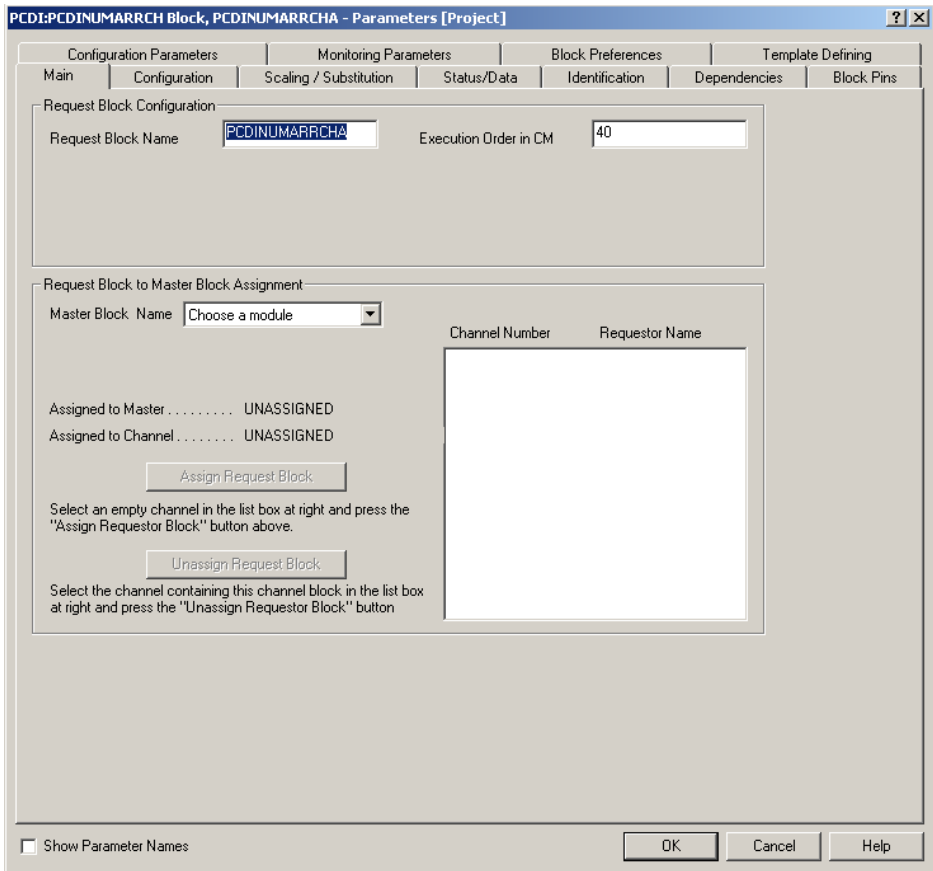 PCDI:PCDINUMARRCH Block, PCDINUMARRCHA - Parameters [Project]
Configuration Parameters Monitoring Parameters Block Preferences Template Defining
Main Configuration Scaling / Substitution Status/Data Identification Dependencies Block Pins
Request Block Configuration
Request Block Name PCDINUMARRCHA Execution Order in CM 40
Request Block to Master Block Assignment
Master Block Name Choose a module
Channel Number Requestor Name
Assigned to Master . . . . . . . . . UNASSIGNED
Assigned to Channel . . . . . . . . UNASSIGNED
Assign Request Block
Select an empty channel in the list box at right and press the
"Assign Requestor Block" button above.
Unassign Request Block
Select the channel containing this channel block in the list box
at right and press the "Unassign Requestor Block" button
Show Parameter Names OK Cancel Help